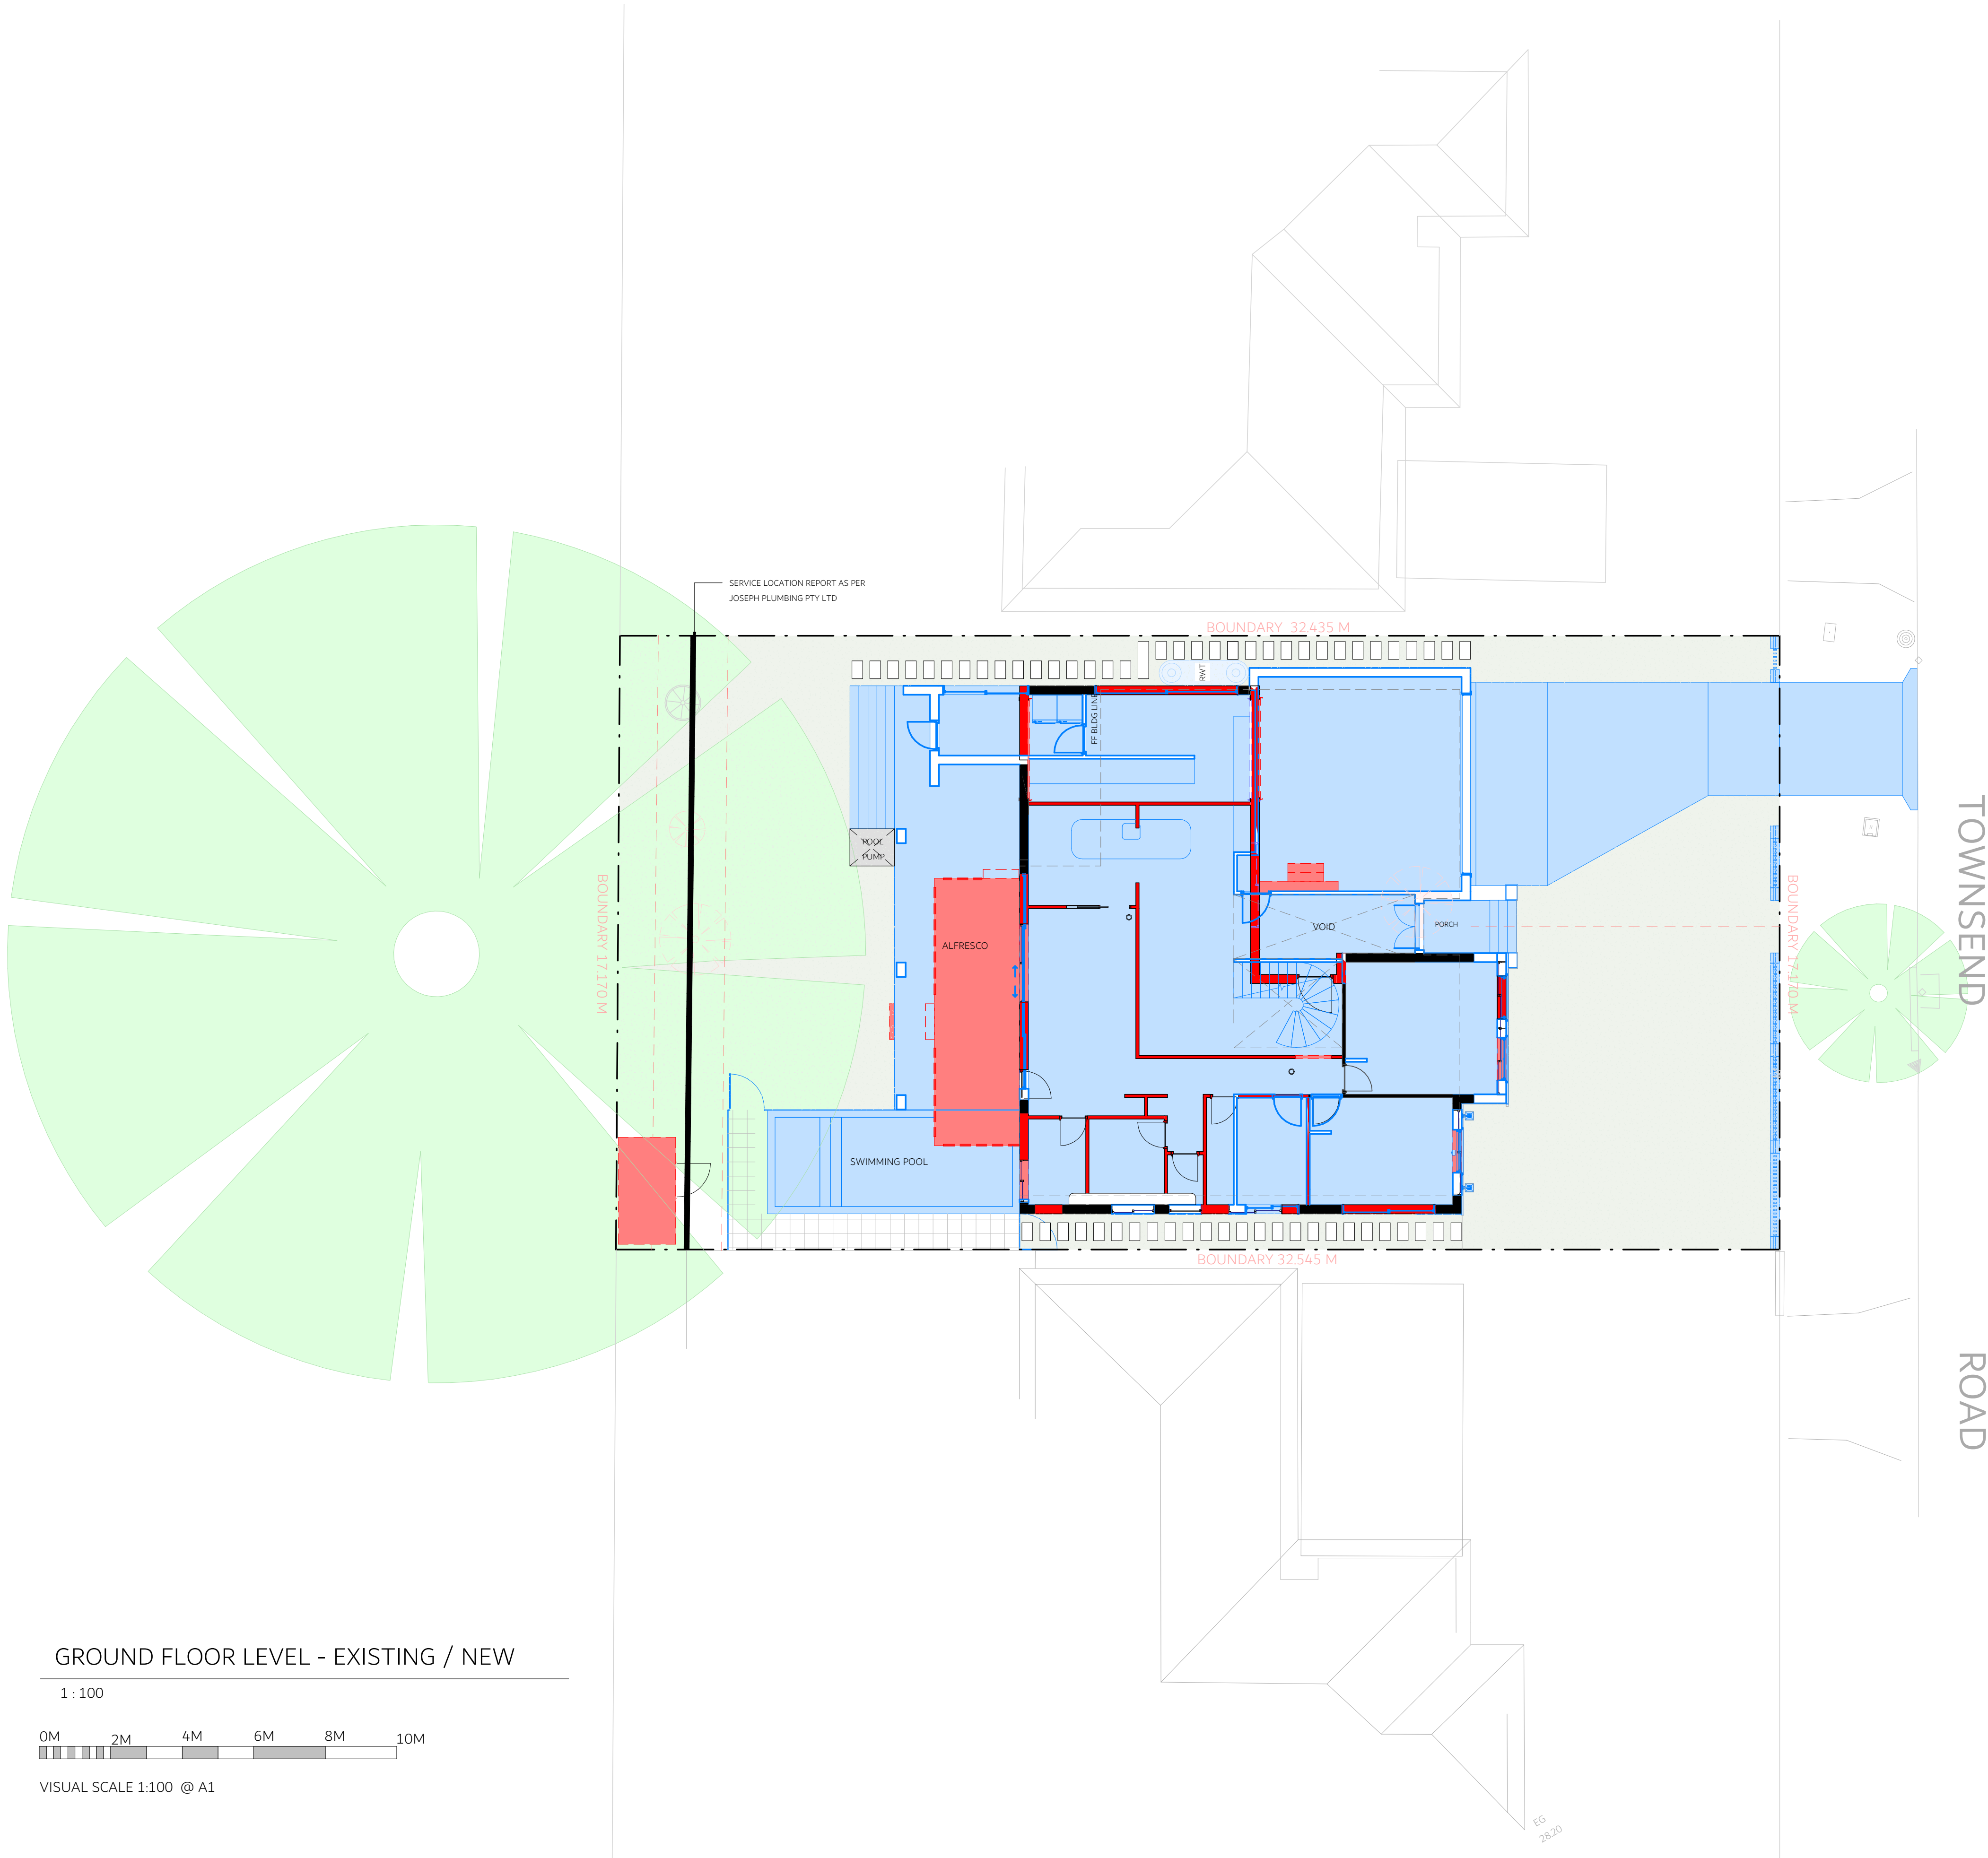 SERVICE LOCATION REPORT AS PER
JOSEPH PLUMBING PTY LTD
BOUNDARY  32.435 M
RWT
FF BLDG LINE
POOL
PUMP
ALFRESCO
VOID
PORCH
BOUNDARY 17.170 M
BOUNDARY 17.170 M
TOWNSEND
ROAD
SWIMMING POOL
BOUNDARY 32.545 M
GROUND FLOOR LEVEL - EXISTING / NEW
1 : 100
0M 2M 4M 6M 8M 10M
VISUAL SCALE 1:100  @ A1
EG
28.20